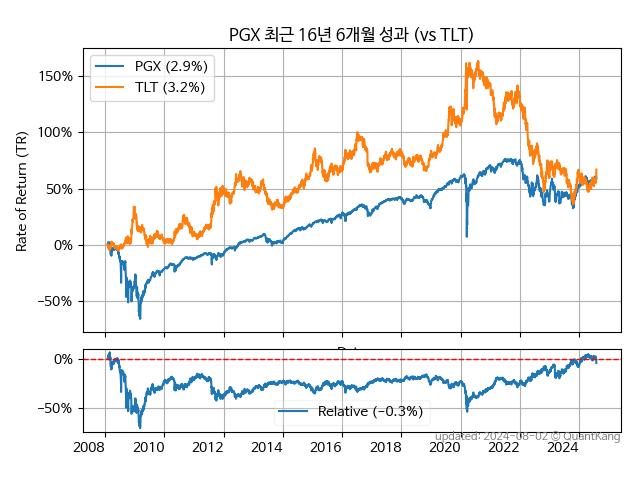 PGX 최근 16년 6개월 성과 (vs TLT)
Rate of Return (TR)
150%
100%
50%
0%
−50%
PGX (2.9%)
TLT (3.2%)
0%
−50%
Relative (−0.3%)
2008 2010 2012 2014 2016 2018 2020 2022 2024
updated: 2024-08-02 © QuantKang